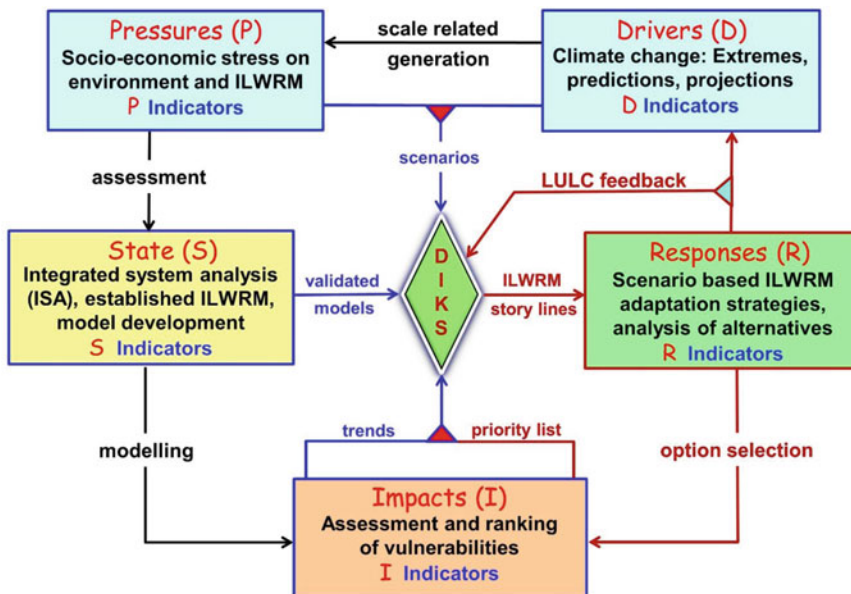 Pressures (P)
Socio-economic stress on
environment and ILWRM
P Indicators
scale related
generation
Drivers (D)
Climate change: Extremes,
predictions, projections
D Indicators
scenarios
assessment
LULC feedback
State (S)
Integrated system analysis
(ISA), established ILWRM,
model development
S Indicators
validated
models
D
I
K
S
ILWRM
story lines
Responses (R)
Scenario based ILWRM
adaptation strategies,
analysis of alternatives
R Indicators
modelling
trends
priority list
option selection
Impacts (I)
Assessment and ranking
of vulnerabilities
I Indicators